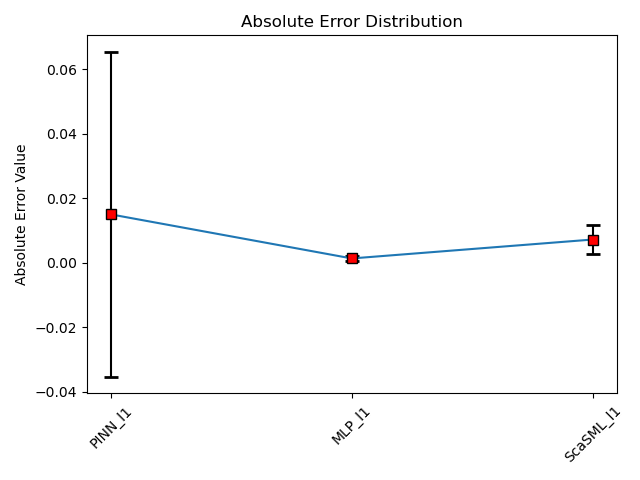 Absolute Error Distribution
Absolute Error Value
0.06
0.04
0.02
0.00
−0.02
−0.04
PINN_l1
MLP_l1
ScaSML_l1